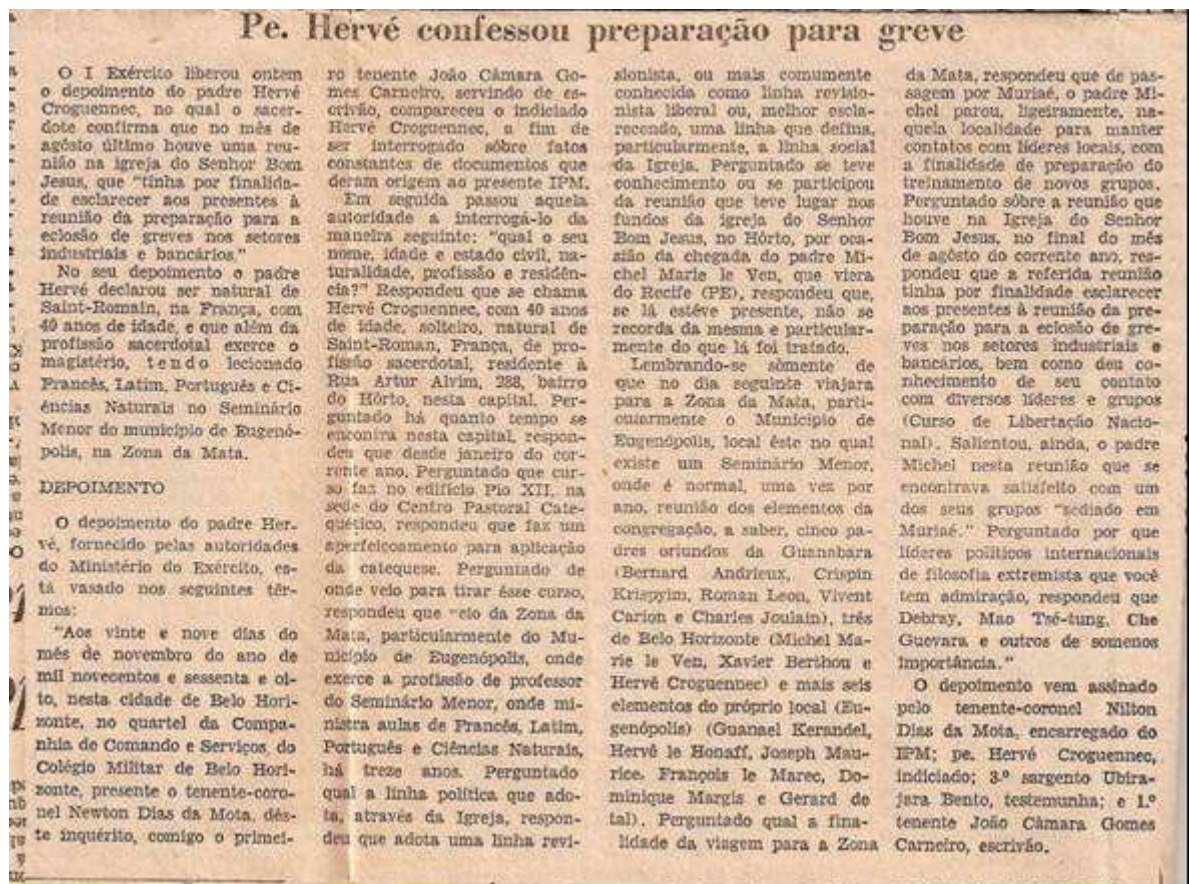 Pe. Hervé confessou preparação para greve
O I Exército liberou ontem
o depoimento do padre Hervé
Croguennec, no qual o sacer-
dote confirma que no mês de
agôsto último houve uma reu-
nião na igreja do Senhor Bom
Jesus, que "tinha por finalida-
de esclarecer aos presentes à
reunião da preparação para a
eclosão de greves nos setores
industriais e bancários."
No seu depoimento o padre
Hervé declarou ser natural de
Saint-Romain, na França, com
40 anos de idade, e que além da
profissão sacerdotal exerce o
magistério, tendo lecionado
Francês, Latim, Português e Ci-
ências Naturais no Seminário
Menor do município de Eugenó-
polis, na Zona da Mata.
DEPOIMENTO
O depoimento do padre Her-
vé, fornecido pelas autoridades
do Ministério do Exército, es-
tá vasado nos seguintes têr-
mos:
"Aos vinte e nove dias do
mês de novembro do ano de
mil novecentos e sessenta e oi-
to, nesta cidade de Belo Hori-
zonte, no quartel da Compa-
nhia de Comando e Serviços, do
Colégio Militar de Belo Hori-
zonte, presente o tenente-coro-
nel Newton Dias da Mota, dês-
te inquérito, comigo o primei-
ro tenente João Câmara Go-
mes Carneiro, servindo de es-
crivão, compareceu o indiciado
Hervé Croguennec, a fim de
ser interrogado sôbre fatos
constantes de documentos que
deram origem ao presente IPM.
Em seguida passou aquela
autoridade a interrogá-lo da
maneira seguinte: "qual o seu
nome, idade e estado civil, na-
turalidade, profissão e residên-
cia?" Respondeu que se chama
Hervé Croguennec, com 40 anos
de idade, solteiro, natural de
Saint-Roman, França, de pro-
fissão sacerdotal, residente à
Rua Artur Alvim, 288, bairro
do Hôrto, nesta capital. Per-
guntado há quanto tempo se
encontra nesta capital, respon-
deu que desde janeiro do cor-
rente ano. Perguntado que cur-
so faz no edifício Pio XII, na
sede do Centro Pastoral Cate-
quético, respondeu que faz um
aperfeiçoamento para aplicação
da catequese. Perguntado de
onde veio para tirar êsse curso,
respondeu que "eio da Zona da
Mata, particularmente do Mu-
nicípio de Eugenópolis, onde
exerce a profissão de professor
do Seminário Menor, onde mi-
nistra aulas de Francês, Latim,
Português e Ciências Naturais,
há treze anos. Perguntado
qual a linha política que ado-
ta, através da Igreja, respon-
deu que adota uma linha revi-
sionista, ou mais comumente
conhecida como linha revido-
nista liberal ou, melhor escla-
recendo, uma linha que defina,
particularmente, a linha social
da Igreja. Perguntado se teve
conhecimento ou se participou
da reunião que teve lugar nos
fundos da igreja do Senhor
Bom Jesus, no Hôrto, por oca-
sião da chegada do padre Mi-
chel Marie le Ven, que viera
do Recife (PE), respondeu que,
se lá estêve presente, não se
recorda da mesma e particular-
mente do que lá foi tratado.
Lembrando-se sòmente de
que no dia seguinte viajara
para a Zona da Mata, parti-
cularmente o Município de
Eugenópolis, local êste no qual
existe um Seminário Menor,
onde é normal, uma vez por
ano, reunião dos elementos da
congregação, a saber, cinco pa-
dres oriundos da Guanabara
(Bernard Andrieux, Crispin
Krispyim, Roman Leon, Vivent
Carion e Charles Joulain), três
de Belo Horizonte (Michel Ma-
rie le Ven, Xavier Berthou e
Hervé Croguennec) e mais seis
elementos do próprio local (Eu-
genópolis) (Guanael Kerandel,
Hervé le Honaff, Joseph Mau-
rice, François le Marec, Do-
minique Margis e Gerard de
tal). Perguntado qual a fina-
lidade da viagem para a Zona
da Mata, respondeu que de pas-
sagem por Muriaé, o padre Mi-
chel parou, ligeiramente, na-
quela localidade para manter
contatos com líderes locais, com
a finalidade de preparação do
treinamento de novos grupos.
Perguntado sôbre a reunião que
houve na Igreja do Senhor
Bom Jesus, no final do mês
de agôsto do corrente ano, res-
pondeu que a referida reunião
tinha por finalidade esclarecer
aos presentes à reunião da pre-
paração para a eclosão de gre-
ves nos setores industriais e
bancários, bem como deu co-
nhecimento de seu contato
com diversos líderes e grupos
(Curso de Libertação Nacio-
nal). Salientou, ainda, o padre
Michel nesta reunião que se
encontrava satisfeito com um
dos seus grupos "sediado em
Muriaé." Perguntado por que
líderes políticos internacionais
de filosofia extremista que você
tem admiração, respondeu que
Debray, Mao Tsé-tung, Che
Guevara e outros de somenos
importância."
O depoimento vem assinado
pelo tenente-coronel Nilton
Dias da Mota, encarregado do
IPM; pe. Hervé Croguennec,
indiciado; 3.º sargento Ubira-
jara Bento, testemunha; e 1.º
tenente João Câmara Gomes
Carneiro, escrivão.